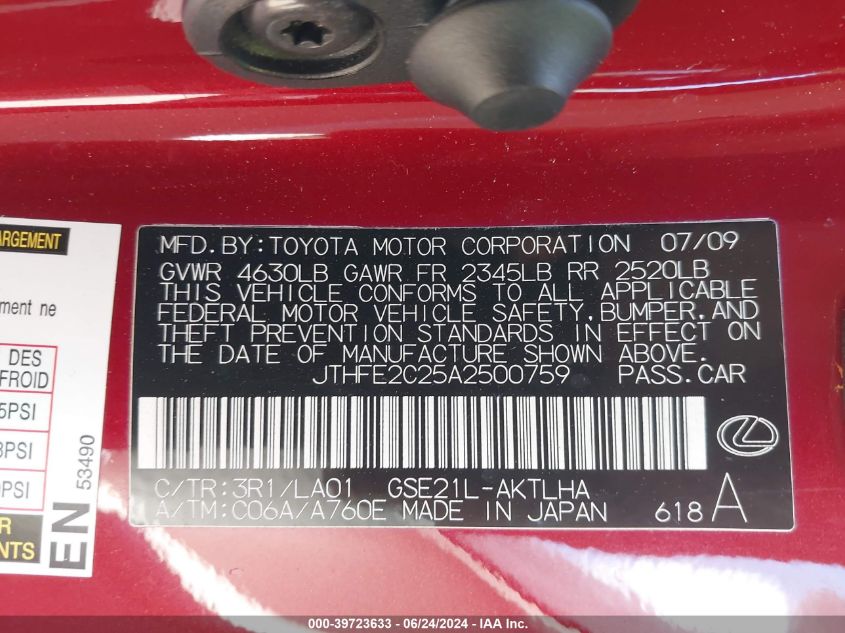 ARGEMENT
ement ne
DES
FROID
5PSI
PSI
PSI
ENTS
EN 53490
MFD.BY:TOYOTA MOTOR CORPORATION 07/09
GVWR 4630LB GAWR FR 2345LB RR 2520LB
THIS VEHICLE CONFORMS TO ALL APPLICABLE
FEDERAL MOTOR VEHICLE SAFETY,BUMPER,AND
THEFT PREVENTION STANDARDS IN EFFECT ON
THE DATE OF MANUFACTURE SHOWN ABOVE.
JTHFE2C25A2500759 PASS.CAR
C/TR:3R1/LA01 GSE21L-AKTLHA
A/TM:C06A/A760E MADE IN JAPAN 618 A
000-39723633 - 06/24/2024 - IAA Inc.